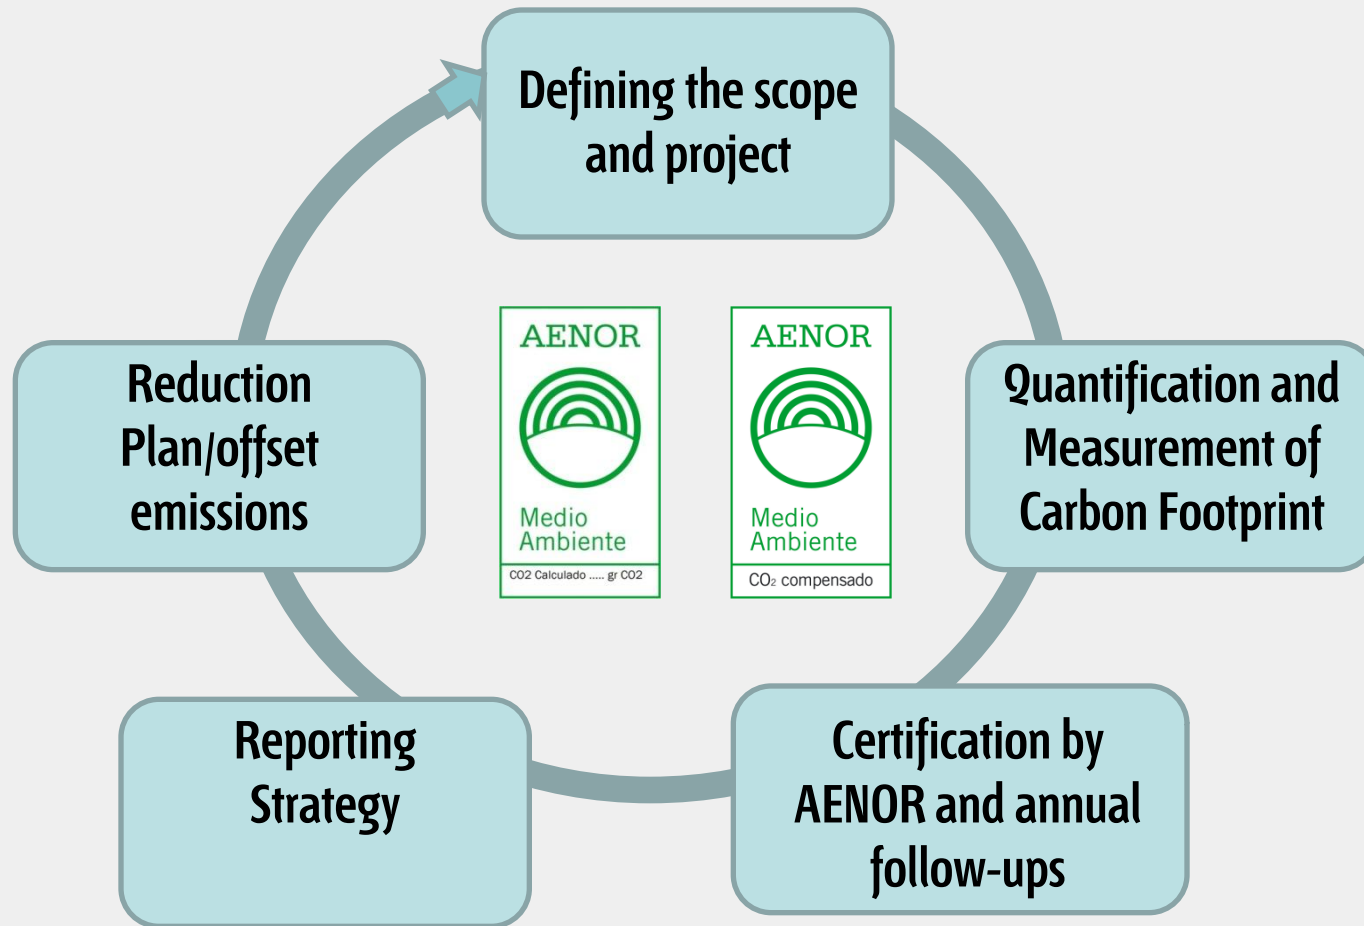 Defining the scope
and project
Quantification and
Measurement of
Carbon Footprint
Certification by
AENOR and annual
follow-ups
Reporting
Strategy
Reduction
Plan/offset
emissions
AENOR
Medio
Ambiente
CO2 Calculado ..... gr CO2
AENOR
Medio
Ambiente
CO₂ compensado